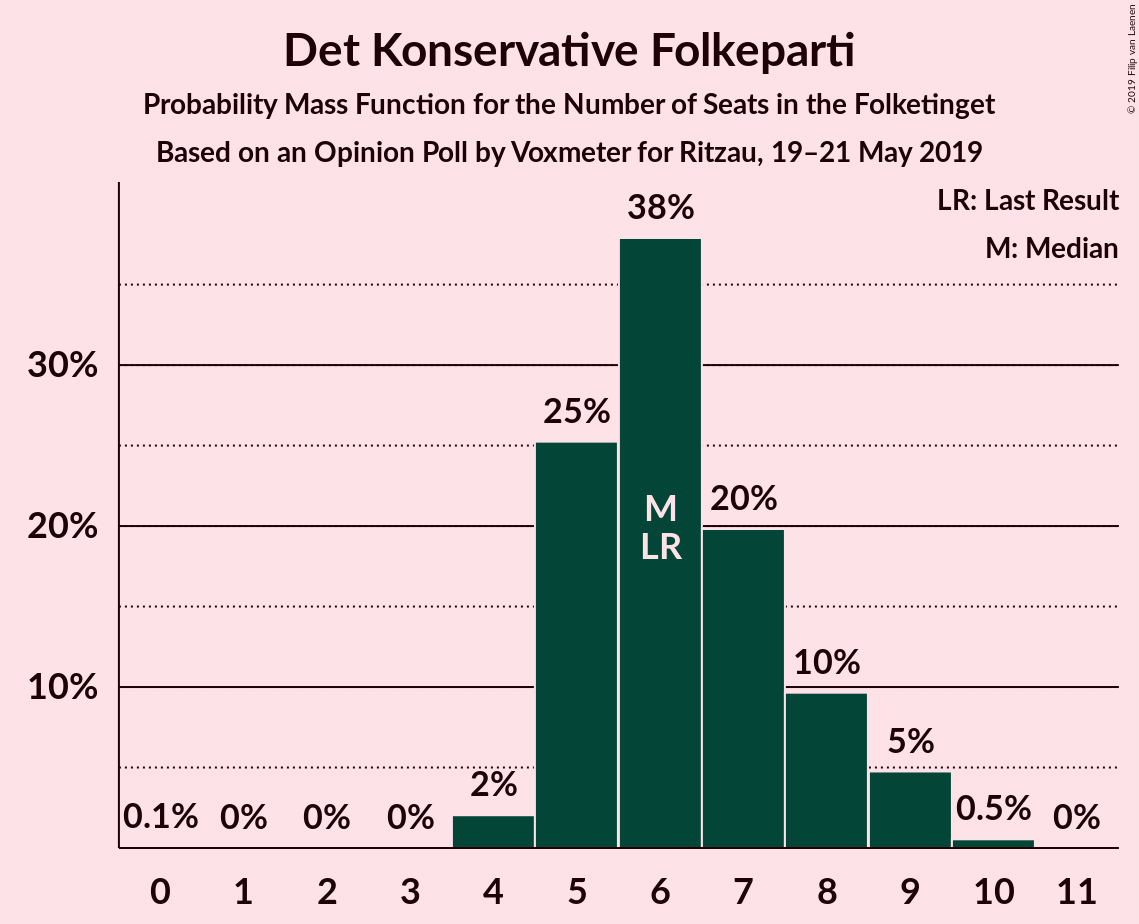 Det Konservative Folkeparti
Probability Mass Function for the Number of Seats in the Folketinget
Based on an Opinion Poll by Voxmeter for Ritzau, 19–21 May 2019
© 2019 Filip van Laenen
LR: Last Result
M: Median
38%
30%
25%
20%
M
LR
20%
10%
10%
5%
2%
0.1%
0%
0%
0%
0.5%
0%
0 1 2 3 4 5 6 7 8 9 10 11